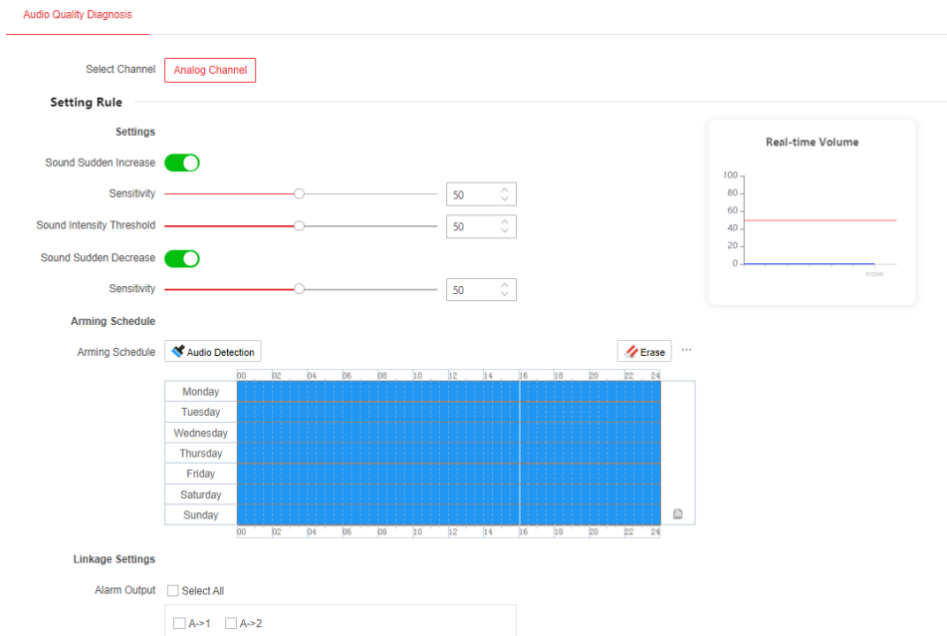 Audio Quality Diagnosis
Select Channel Analog Channel
Setting Rule
Settings
Real-time Volume
Sound Sudden Increase
100
Sensitivity 50
80
60
Sound Intensity Threshold 50
40
20
Sound Sudden Decrease
0
now
Sensitivity 50
Arming Schedule
Arming Schedule Audio Detection Erase ...
00 02 04 06 08 10 12 14 16 18 20 22 24
Monday
Tuesday
Wednesday
Thursday
Friday
Saturday
Sunday
00 02 04 06 08 10 12 14 16 18 20 22 24
Linkage Settings
Alarm Output Select All
A->1 A->2